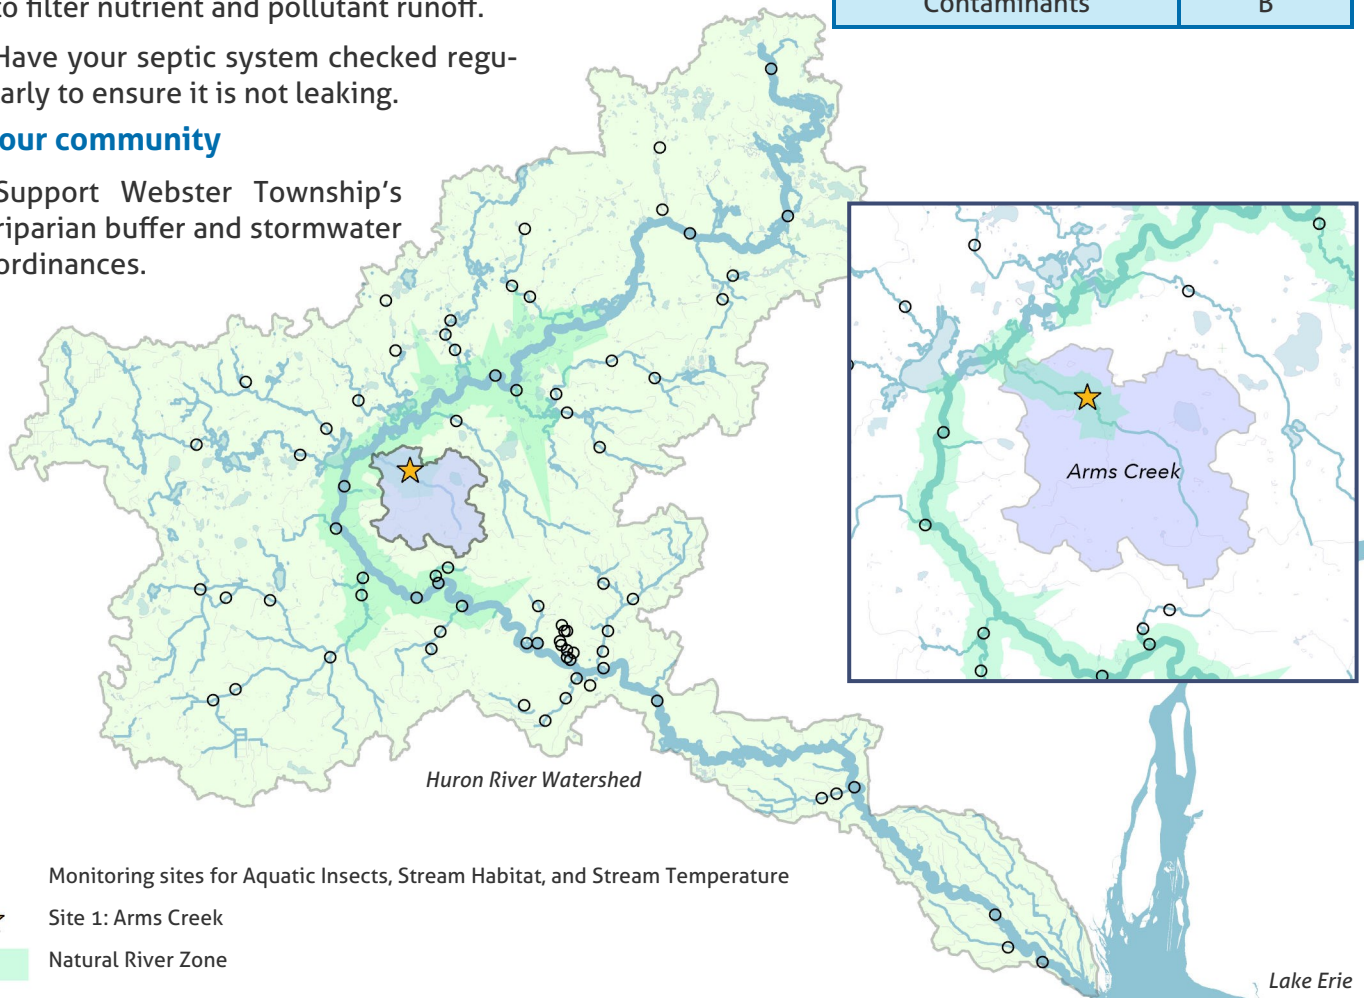 to filter nutrient and pollutant runoff.
Have your septic system checked regu-
larly to ensure it is not leaking.
our community
Support Webster Township's
riparian buffer and stormwater
ordinances.
Contaminants B
Arms Creek
Huron River Watershed
Monitoring sites for Aquatic Insects, Stream Habitat, and Stream Temperature
Site 1: Arms Creek
Natural River Zone
Lake Erie